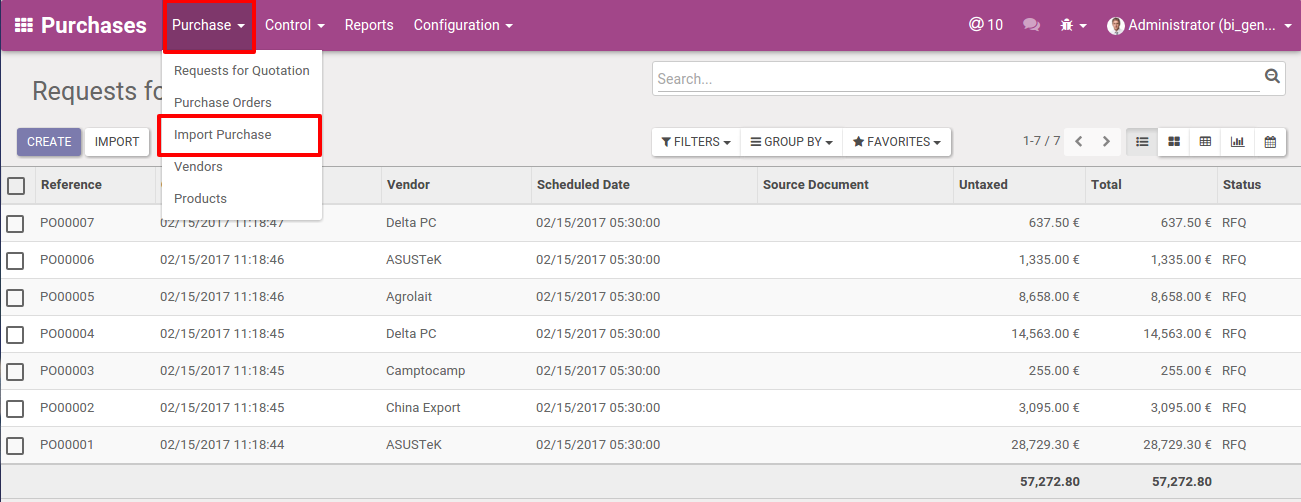 Purchases Purchase Control Reports Configuration @ 10 Administrator (bi_gen...
Requests for Quotation
Purchase Orders
Import Purchase
Vendors
Products
Requests fo
Search...
CREATE IMPORT FILTERS GROUP BY FAVORITES 1-7 / 7
Reference Vendor Scheduled Date Source Document Untaxed Total Status
PO00007 02/15/2017 11:18:47 Delta PC 02/15/2017 05:30:00 637.50 € 637.50 € RFQ
PO00006 02/15/2017 11:18:46 ASUSTeK 02/15/2017 05:30:00 1,335.00 € 1,335.00 € RFQ
PO00005 02/15/2017 11:18:46 Agrolait 02/15/2017 05:30:00 8,658.00 € 8,658.00 € RFQ
PO00004 02/15/2017 11:18:45 Delta PC 02/15/2017 05:30:00 14,563.00 € 14,563.00 € RFQ
PO00003 02/15/2017 11:18:45 Camptocamp 02/15/2017 05:30:00 255.00 € 255.00 € RFQ
PO00002 02/15/2017 11:18:45 China Export 02/15/2017 05:30:00 3,095.00 € 3,095.00 € RFQ
PO00001 02/15/2017 11:18:44 ASUSTeK 02/15/2017 05:30:00 28,729.30 € 28,729.30 € RFQ
57,272.80 57,272.80